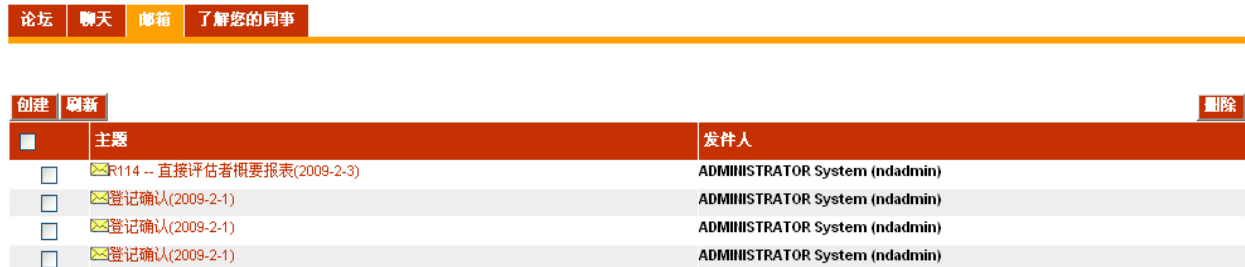 论坛 聊天 邮箱 了解您的同事
创建 刷新 删除
主题 发件人
R114 -- 直接评估者概要报表(2009-2-3) ADMINISTRATOR System (ndadmin)
登记确认(2009-2-1) ADMINISTRATOR System (ndadmin)
登记确认(2009-2-1) ADMINISTRATOR System (ndadmin)
登记确认(2009-2-1) ADMINISTRATOR System (ndadmin)